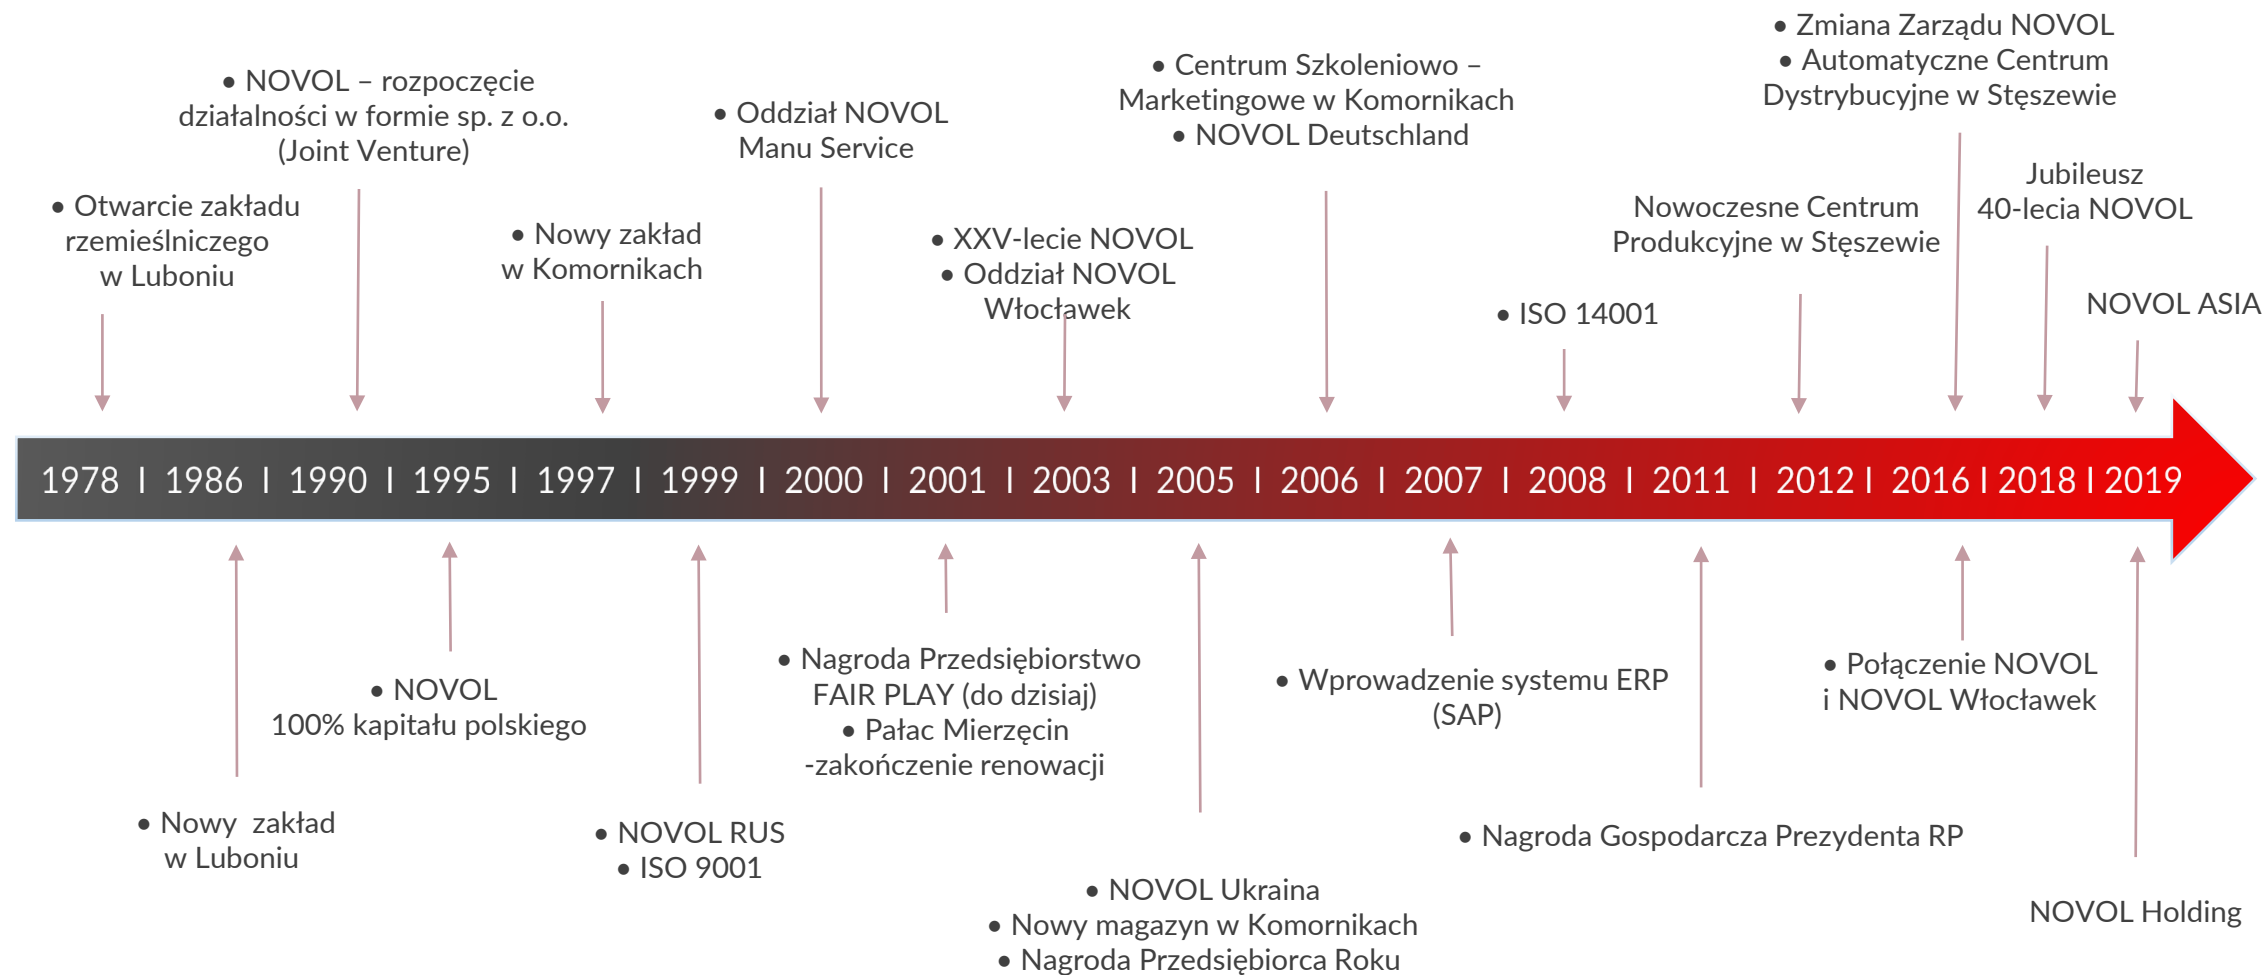 • Zmiana Zarządu NOVOL
• Automatyczne Centrum
Dystrybucyjne w Stęszewie
• Centrum Szkoleniowo –
Marketingowe w Komornikach
• NOVOL Deutschland
• NOVOL – rozpoczęcie
działalności w formie sp. z o.o.
(Joint Venture)
• Oddział NOVOL
Manu Service
Jubileusz
40-lecia NOVOL
• Otwarcie zakładu
rzemieślniczego
w Luboniu
Nowoczesne Centrum
Produkcyjne w Stęszewie
• Nowy zakład
w Komornikach
• XXV-lecie NOVOL
• Oddział NOVOL
Włocławek
• ISO 14001
NOVOL ASIA
1978 I 1986 I 1990 I 1995 I 1997 I 1999 I 2000 I 2001 I 2003 I 2005 I 2006 I 2007 I 2008 I 2011 I 2012 I 2016 I 2018 I 2019
• Nagroda Przedsiębiorstwo
FAIR PLAY (do dzisiaj)
• Pałac Mierzęcin
-zakończenie renowacji
• Połączenie NOVOL
i NOVOL Włocławek
• Wprowadzenie systemu ERP
(SAP)
• NOVOL
100% kapitału polskiego
• Nowy  zakład
w Luboniu
• NOVOL RUS
• ISO 9001
• Nagroda Gospodarcza Prezydenta RP
• NOVOL Ukraina
• Nowy magazyn w Komornikach
• Nagroda Przedsiębiorca Roku
NOVOL Holding